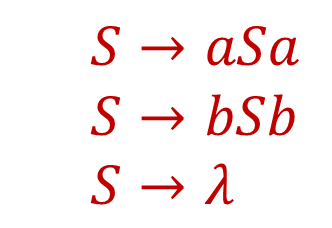 S → aSa
S → bSb
S → λ